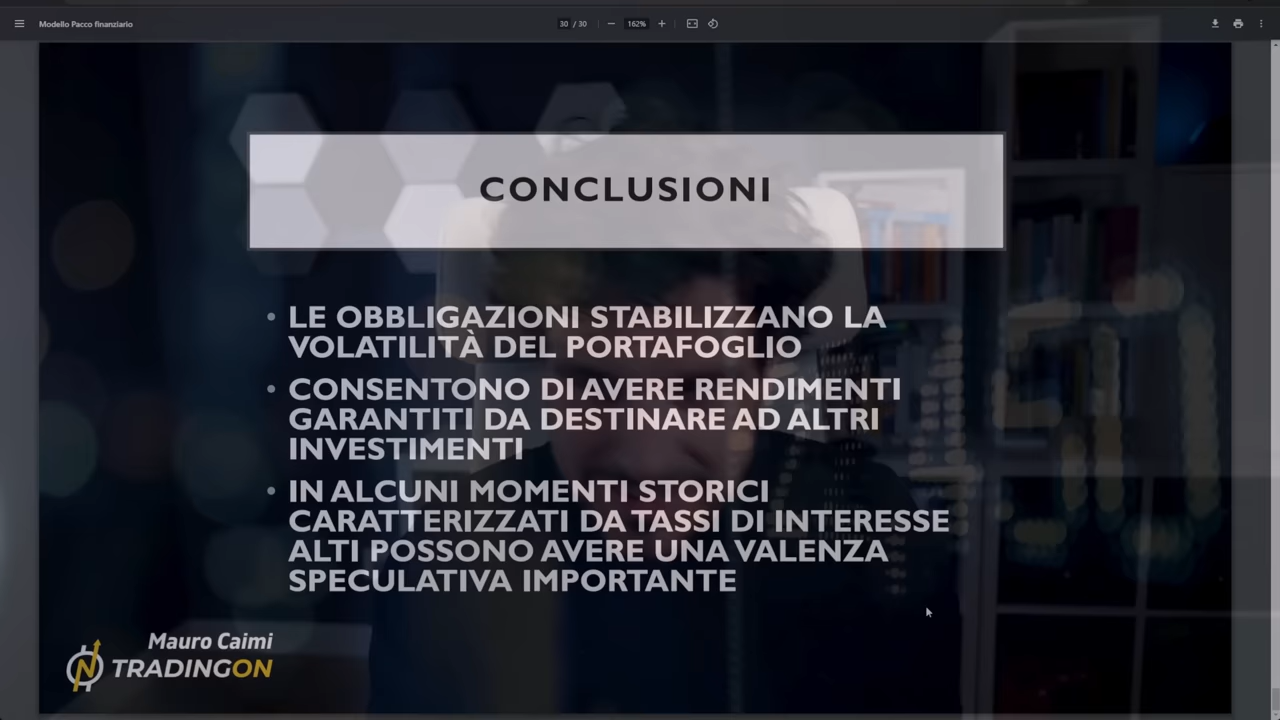 Modello Pacco finanziario
30 / 30
162%
CONCLUSIONI
• LE OBBLIGAZIONI STABILIZZANO LA
VOLATILITÀ DEL PORTAFOGLIO
• CONSENTONO DI AVERE RENDIMENTI
GARANTITI DA DESTINARE AD ALTRI
INVESTIMENTI
• IN ALCUNI MOMENTI STORICI
CARATTERIZZATI DA TASSI DI INTERESSE
ALTI POSSONO AVERE UNA VALENZA
SPECULATIVA IMPORTANTE
Mauro Caimi
TRADINGON